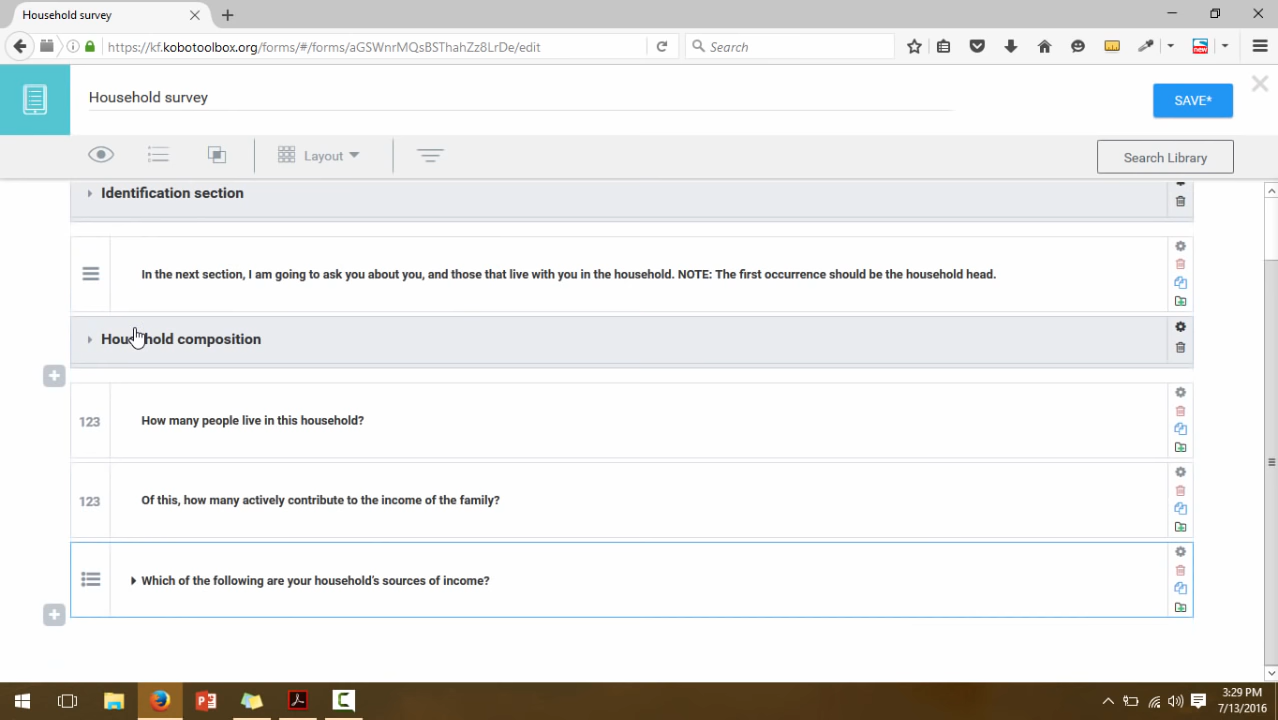 Household survey
https://kf.kobotoolbox.org/forms/#/forms/aGSWnrMQsBSThahZz8LrDe/edit
Search
new
Household survey
SAVE*
Layout
Search Library
Identification section
In the next section, I am going to ask you about you, and those that live with you in the household. NOTE: The first occurrence should be the household head.
Household composition
123
How many people live in this household?
123
Of this, how many actively contribute to the income of the family?
Which of the following are your household's sources of income?
3:29 PM
7/13/2016